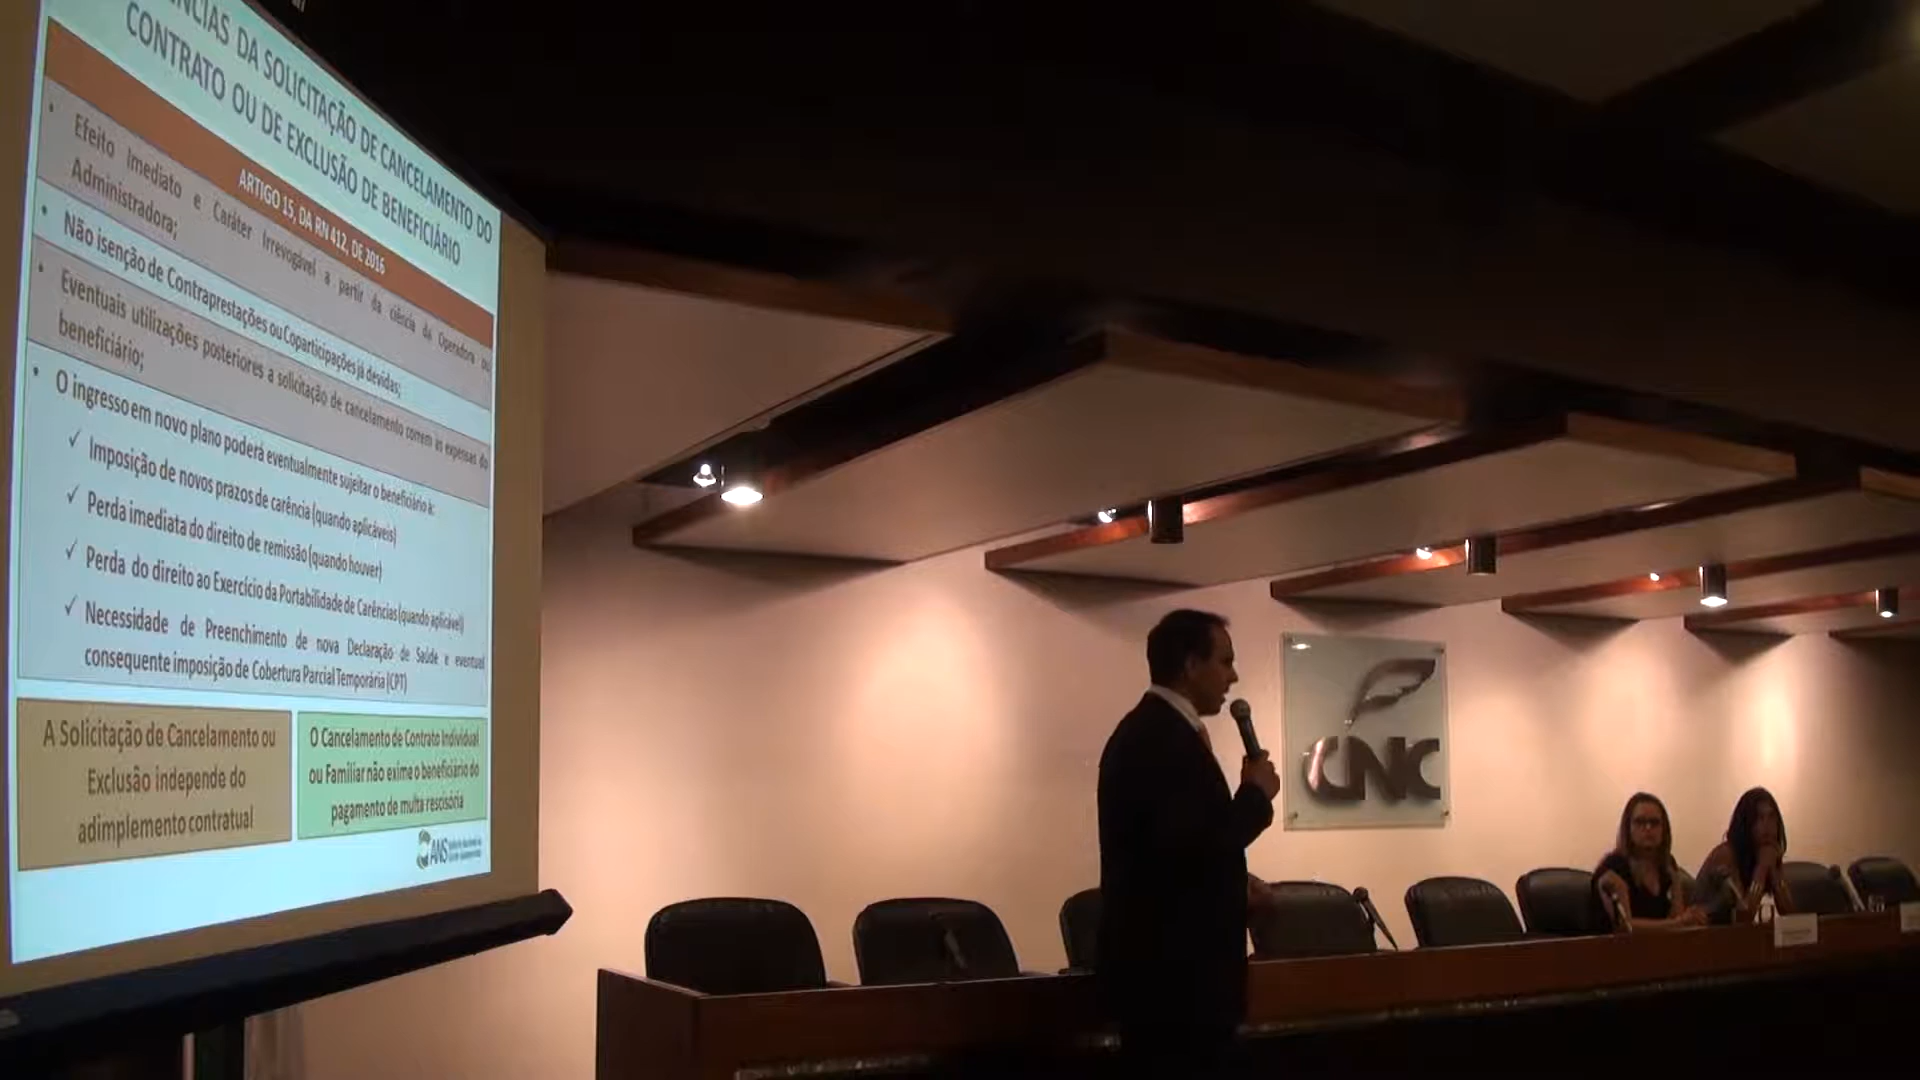 DA SOLICITAÇÃO DE CANCELAMENTO DO
CONTRATO OU DE EXCLUSÃO DE BENEFICIÁRIO
ARTIGO 15, DA RN 412, DE 2016
• Efeito Imediato e Caráter Irrevogável a partir da ciência da Operadora ou
Administradora;
• Não isenção de Contraprestações ou Coparticipações já devidas;
• Eventuais utilizações posteriores a solicitação de cancelamento correm as expensas do
beneficiário;
• O ingresso em novo plano poderá eventualmente sujeitar o beneficiário à:
✓ Imposição de novos prazos de carência (quando aplicáveis)
✓ Perda imediata do direito de remissão (quando houver)
✓ Perda do direito ao Exercício da Portabilidade de Carências (quando aplicável)
✓ Necessidade de Preenchimento de nova Declaração de Saúde e eventual
consequente imposição de Cobertura Parcial Temporária (CPT)
A Solicitação de Cancelamento ou
Exclusão independe do
adimplemento contratual
O Cancelamento de Contrato Individual
ou Familiar não exime o beneficiário do
pagamento de multa rescisória
ANS
CNC